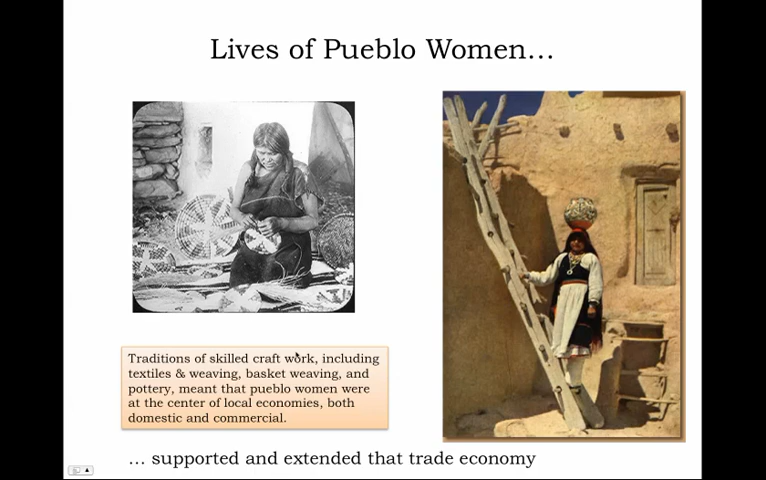 Lives of Pueblo Women…
Traditions of skilled craft work, including
textiles & weaving, basket weaving, and
pottery, meant that pueblo women were
at the center of local economies, both
domestic and commercial.
… supported and extended that trade economy